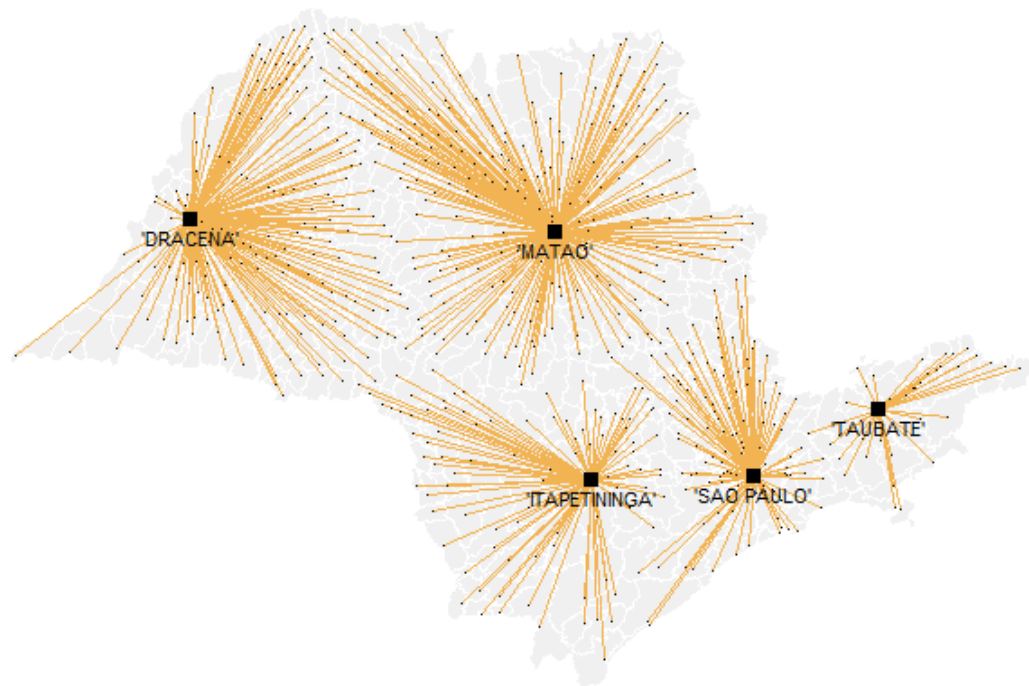 'DRACENA'
'MATAO'
'TAUBATE'
'ITAPETININGA'
'SAO PAULO'